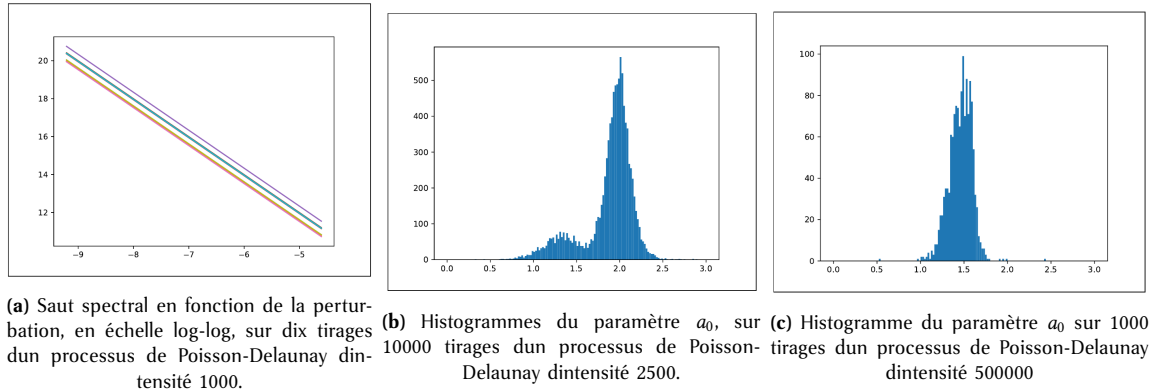 20
18
16
14
12
−9 −8 −7 −6 −5
(a) Saut spectral en fonction de la pertur-
bation, en échelle log-log, sur dix tirages
dun processus de Poisson-Delaunay din-
tensité 1000.
500
400
300
200
100
0
0.0 0.5 1.0 1.5 2.0 2.5 3.0
(b) Histogrammes du paramètre a0, sur
10000 tirages dun processus de Poisson-
Delaunay dintensité 2500.
100
80
60
40
20
0
0.0 0.5 1.0 1.5 2.0 2.5 3.0
(c) Histogramme du paramètre a0 sur 1000
tirages dun processus de Poisson-Delaunay
dintensité 500000